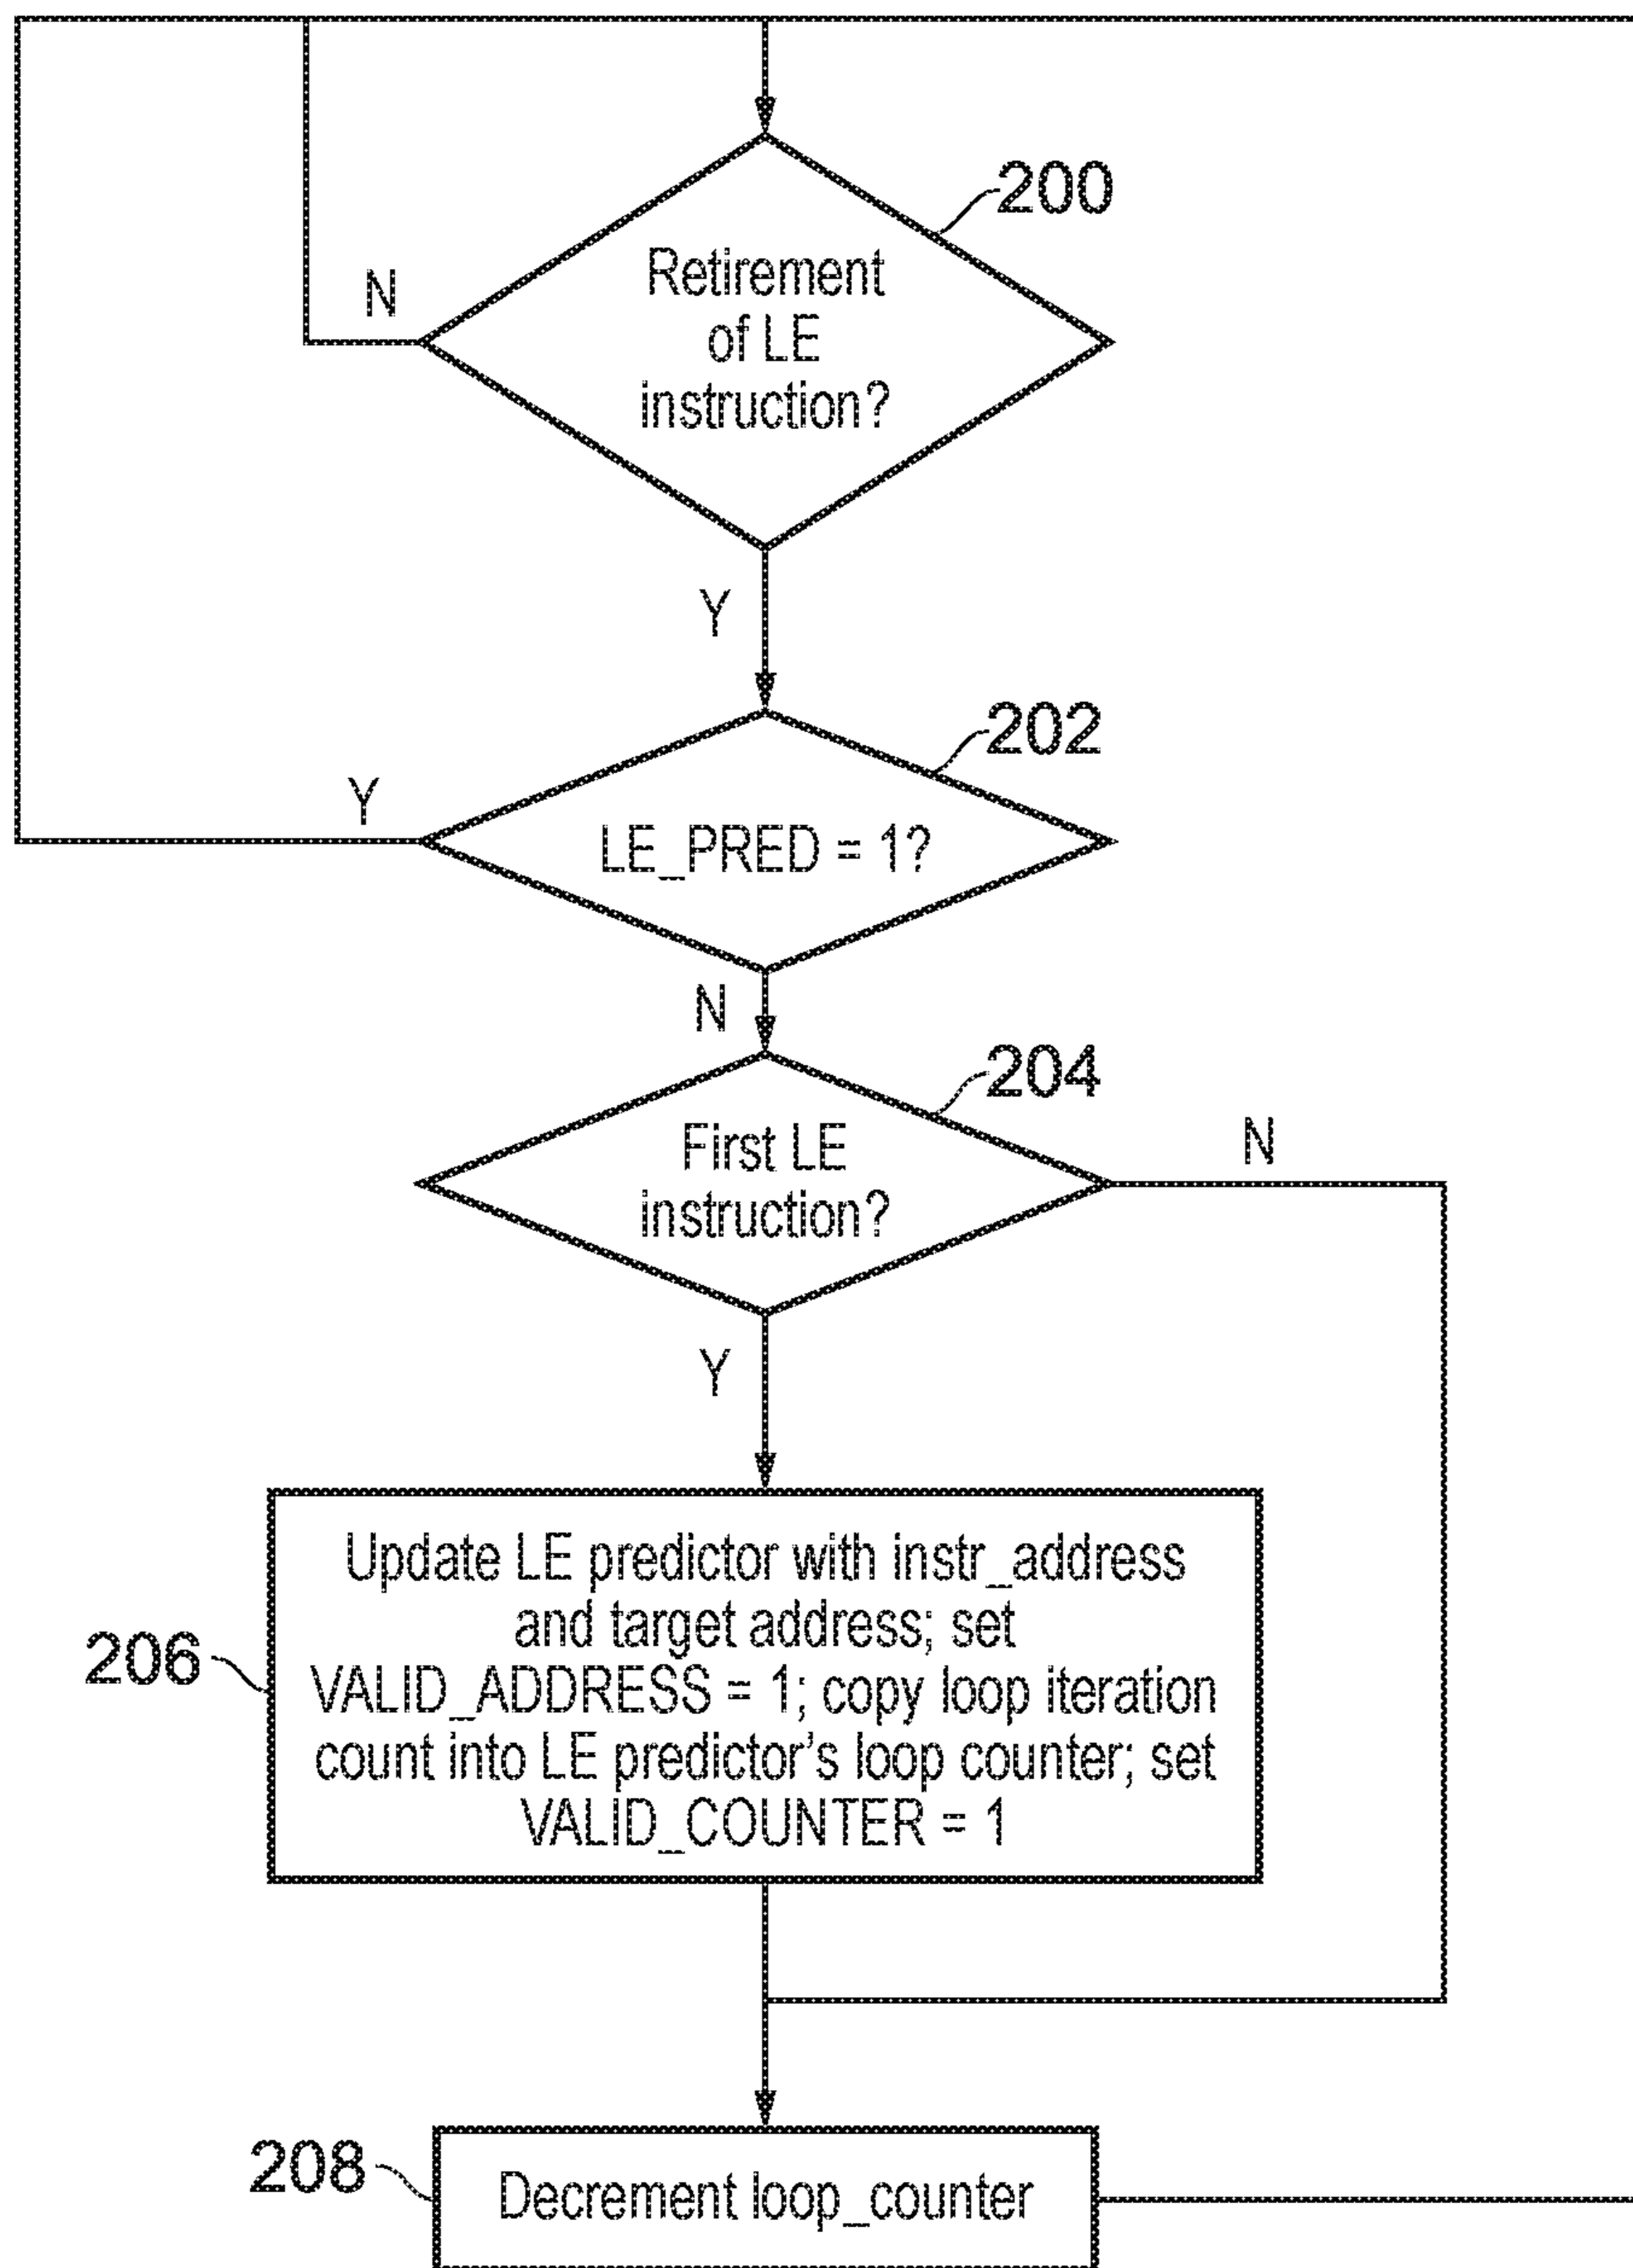 200
Retirement
of LE
instruction?
N
Y
202
Y
LE_PRED = 1?
N
204
First LE
instruction?
N
Y
206
Update LE predictor with instr_address
and target address; set
VALID_ADDRESS = 1; copy loop iteration
count into LE predictor's loop counter; set
VALID_COUNTER = 1
208
Decrement loop_counter